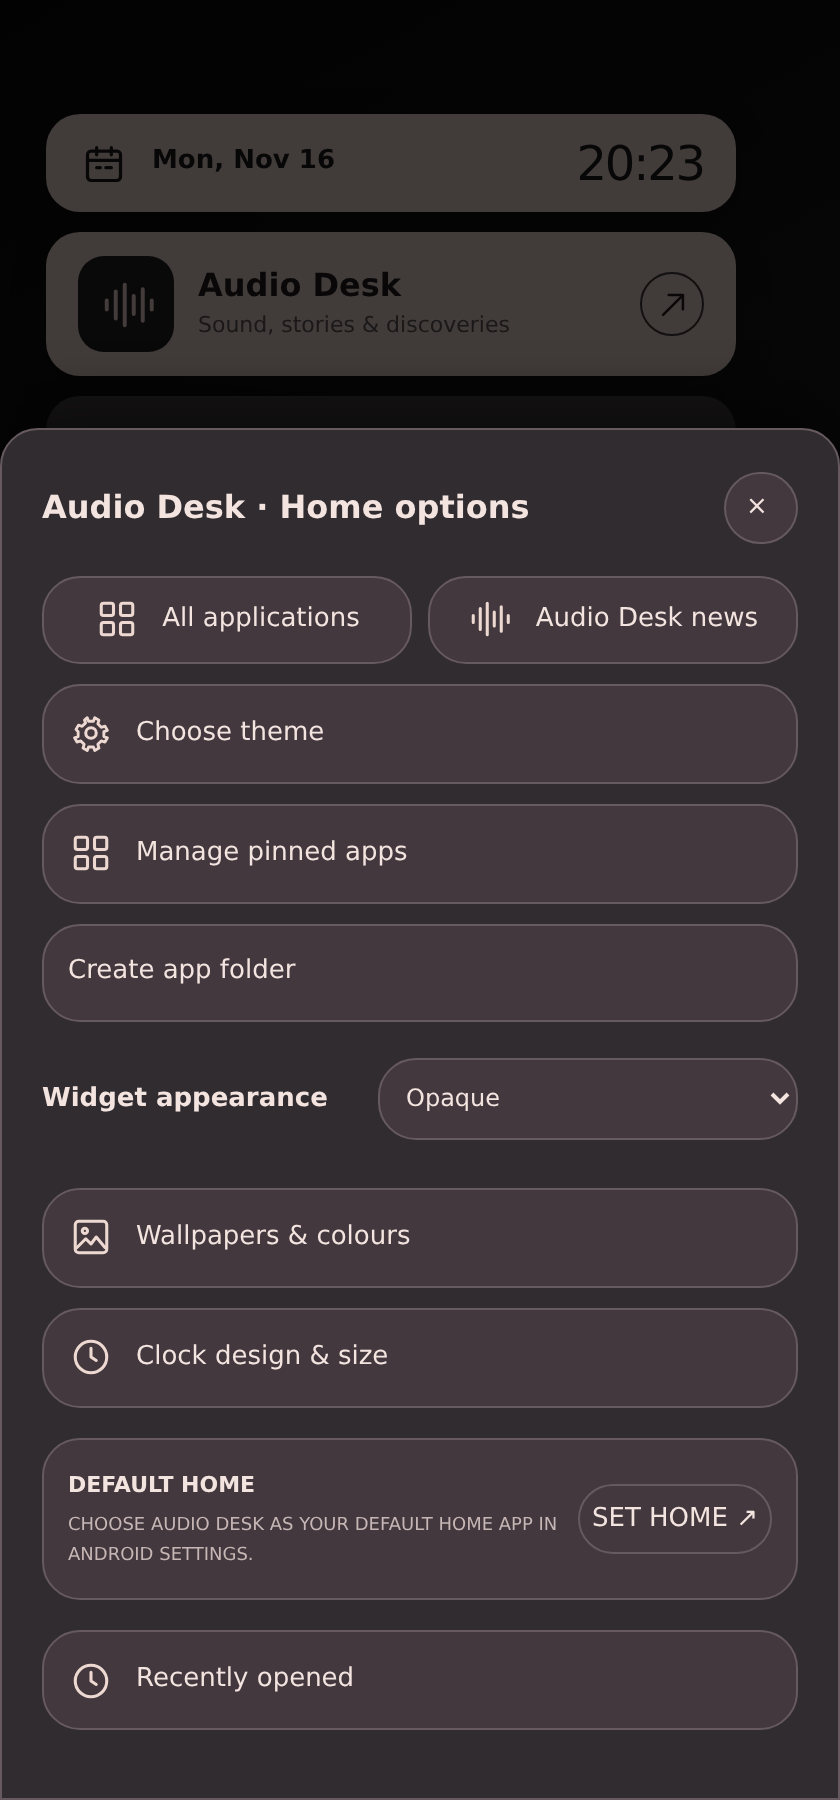 Mon, Nov 16
20:23
Audio Desk
Sound, stories & discoveries
Audio Desk · Home options
×
All applications
Audio Desk news
Choose theme
Manage pinned apps
Create app folder
Widget appearance
Opaque
Wallpapers & colours
Clock design & size
DEFAULT HOME
CHOOSE AUDIO DESK AS YOUR DEFAULT HOME APP IN
ANDROID SETTINGS.
SET HOME ↗
Recently opened